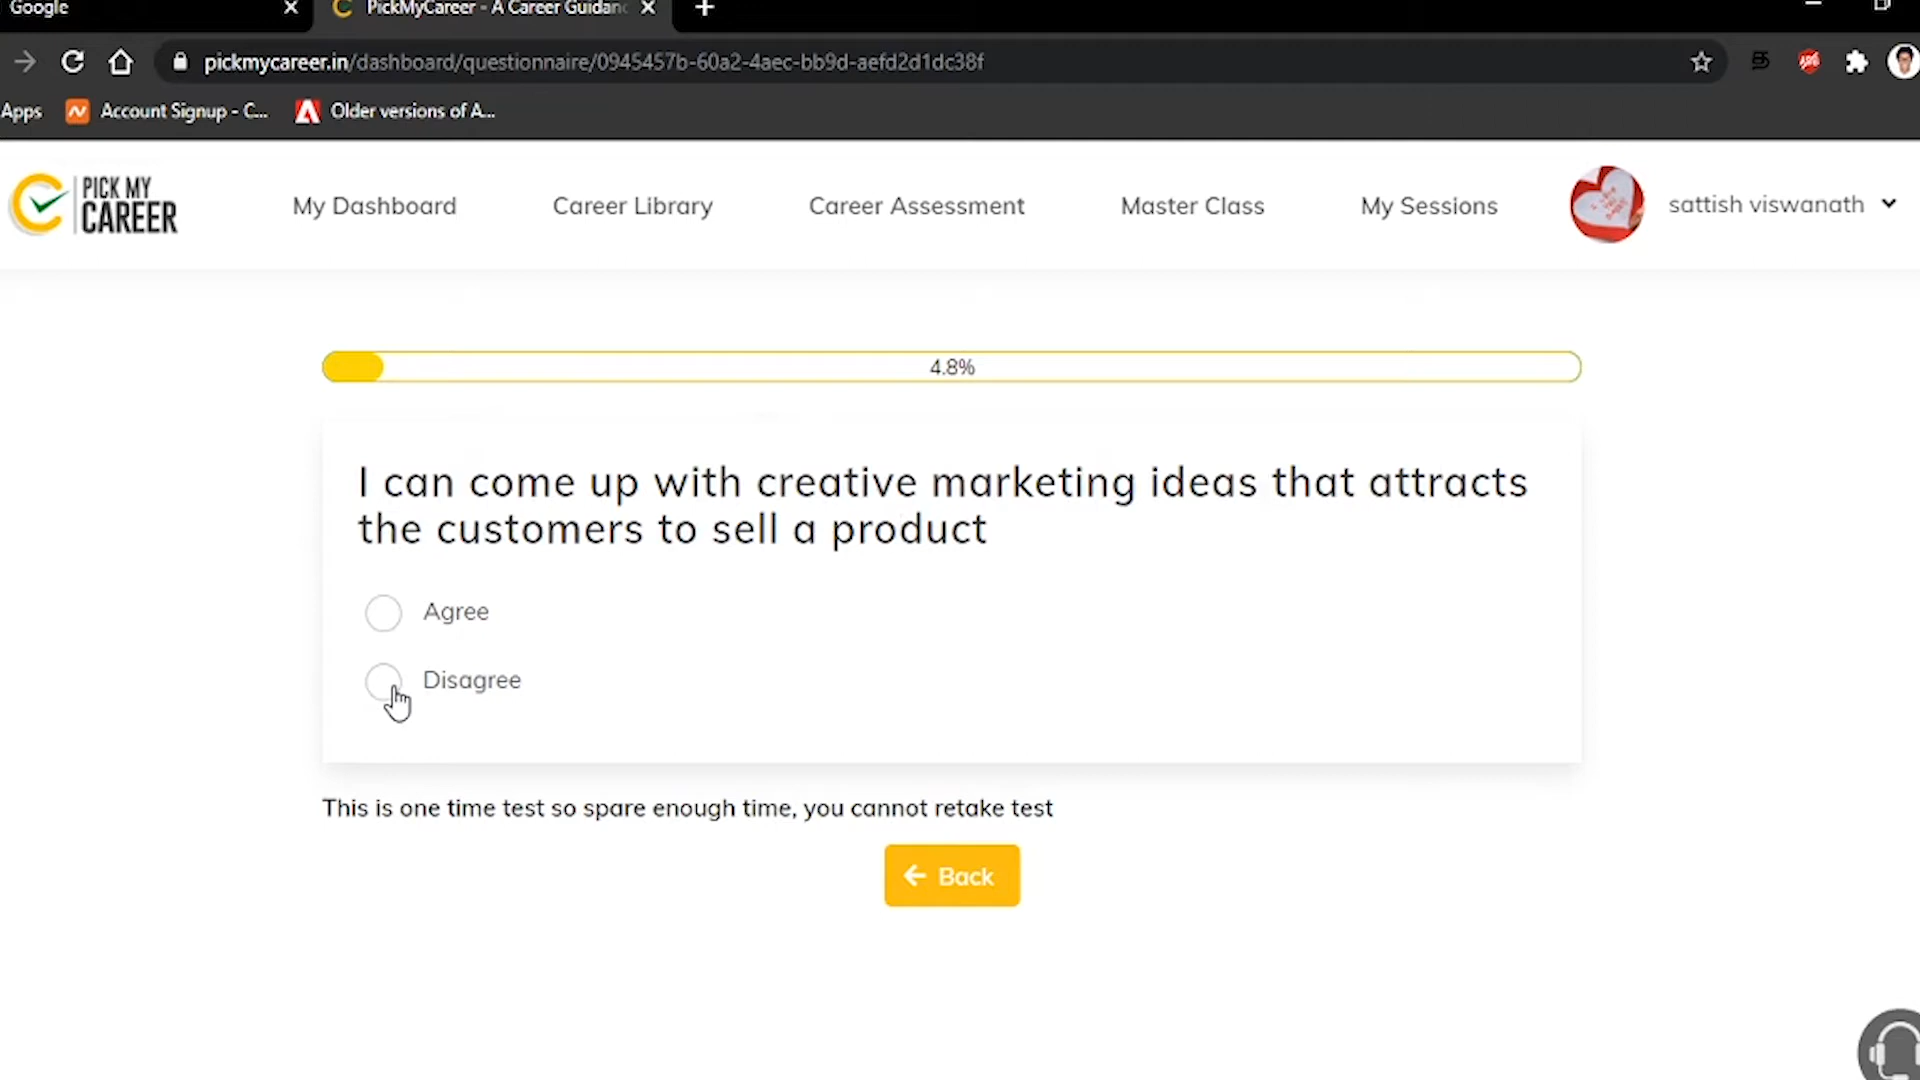 Google
PickMyCareer - A Career Guidanc
pickmycareer.in/dashboard/questionnaire/0945457b-60a2-4aec-bb9d-aefd2d1dc38f
Apps
Account Signup - C...
Older versions of A...
PICK MY
CAREER
My Dashboard
Career Library
Career Assessment
Master Class
My Sessions
sattish viswanath
4.8%
I can come up with creative marketing ideas that attracts
the customers to sell a product
Agree
Disagree
This is one time test so spare enough time, you cannot retake test
Back